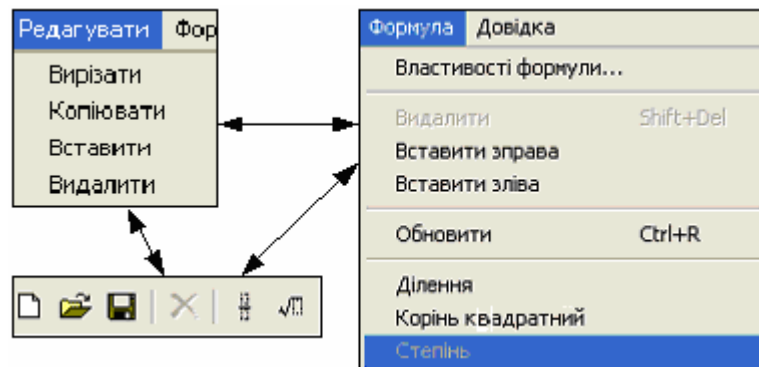 Редагувати Фор
Вирізати
Копіювати
Вставити
Видалити
Формула Довідка
Властивості формули...
Видалити Shift+Del
Вставити зправа
Вставити зліва
Обновити Ctrl+R
Ділення
Корінь квадратний
Степінь